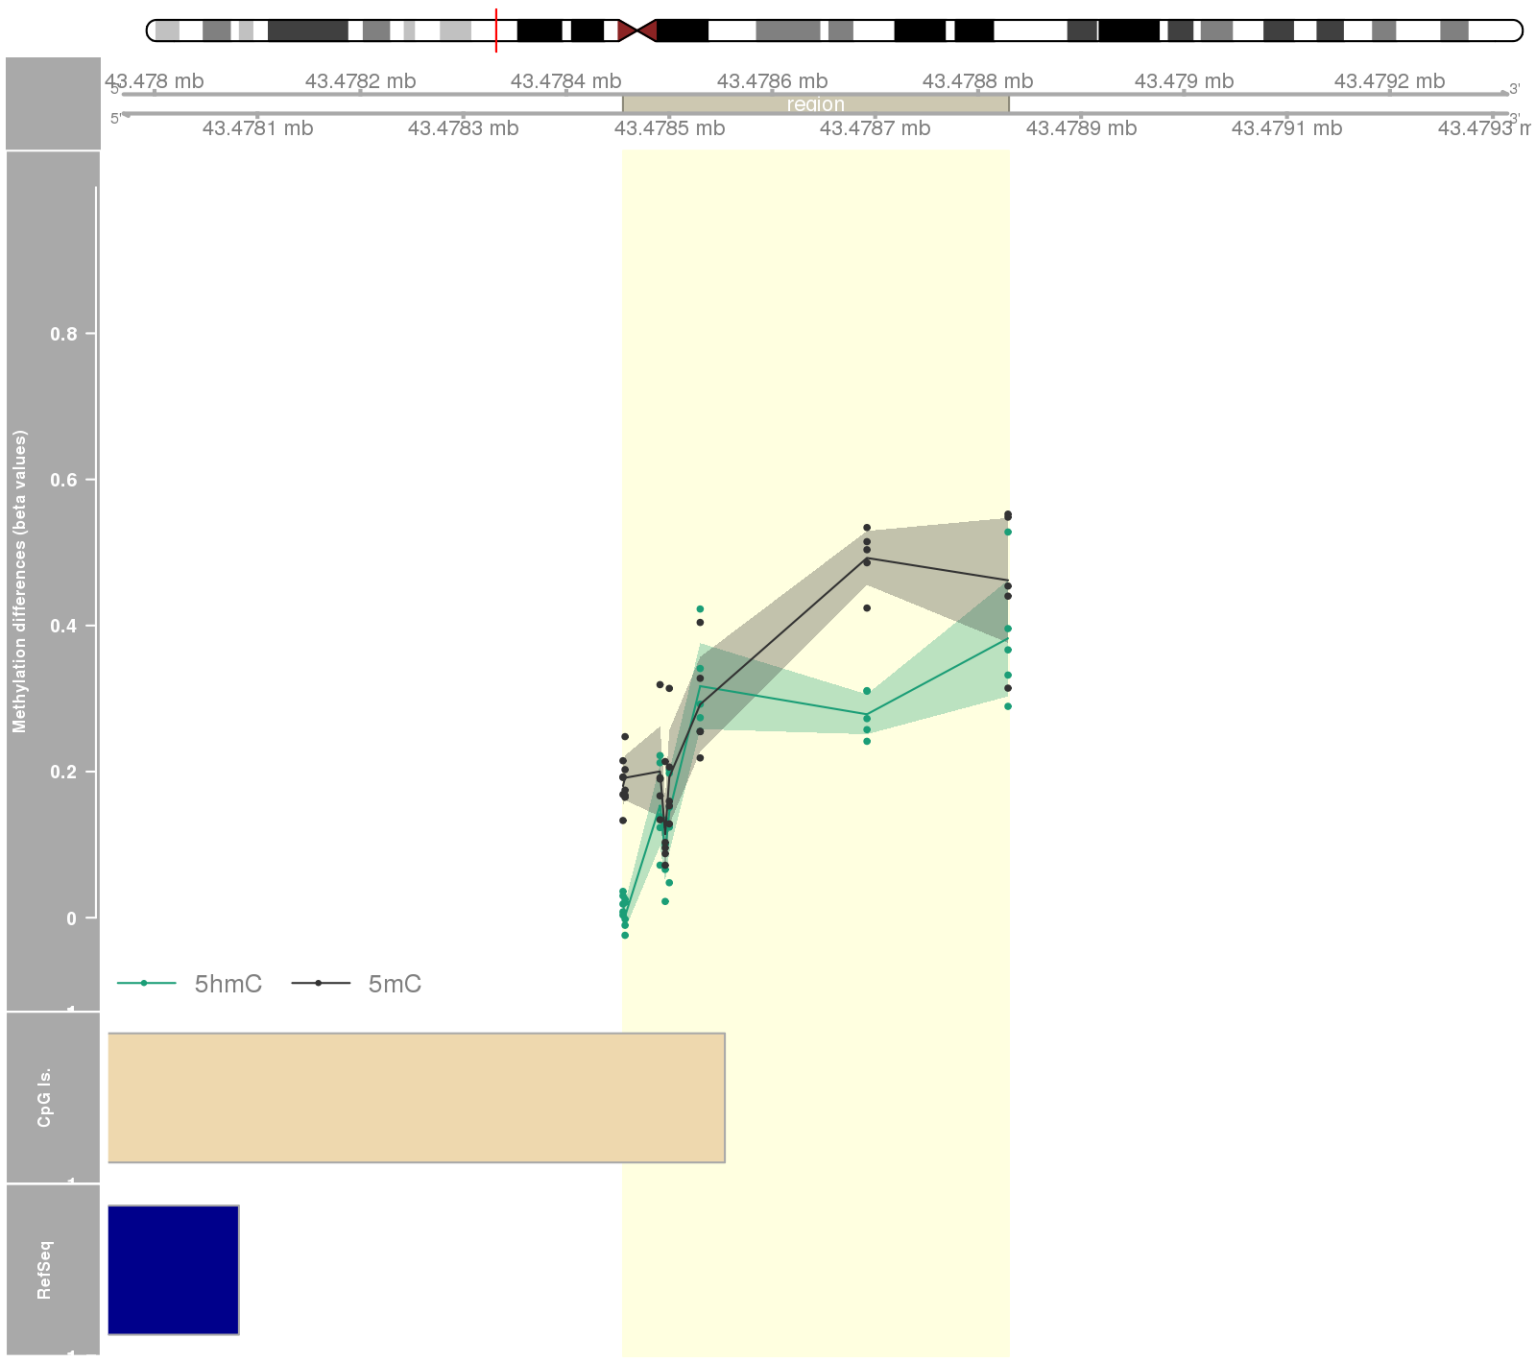 43.478 mb 43.4782 mb 43.4784 mb 43.4786 mb 43.4788 mb 43.479 mb 43.4792 mb
5' 3'
region
5' 3'
43.4781 mb 43.4783 mb 43.4785 mb 43.4787 mb 43.4789 mb 43.4791 mb 43.4793 m
Methylation differences (beta values)
0.8
0.6
0.4
0.2
0
5hmC 5mC
CpG Is.
RefSeq